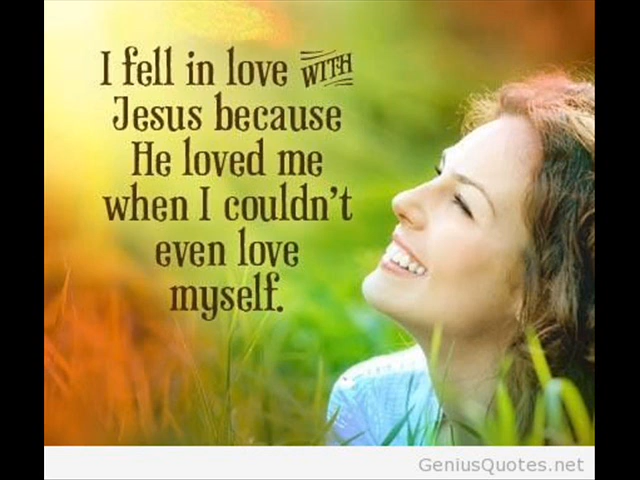 I fell in love WITH
Jesus because
He loved me
when I couldn't
even love
myself.
GeniusQuotes.net